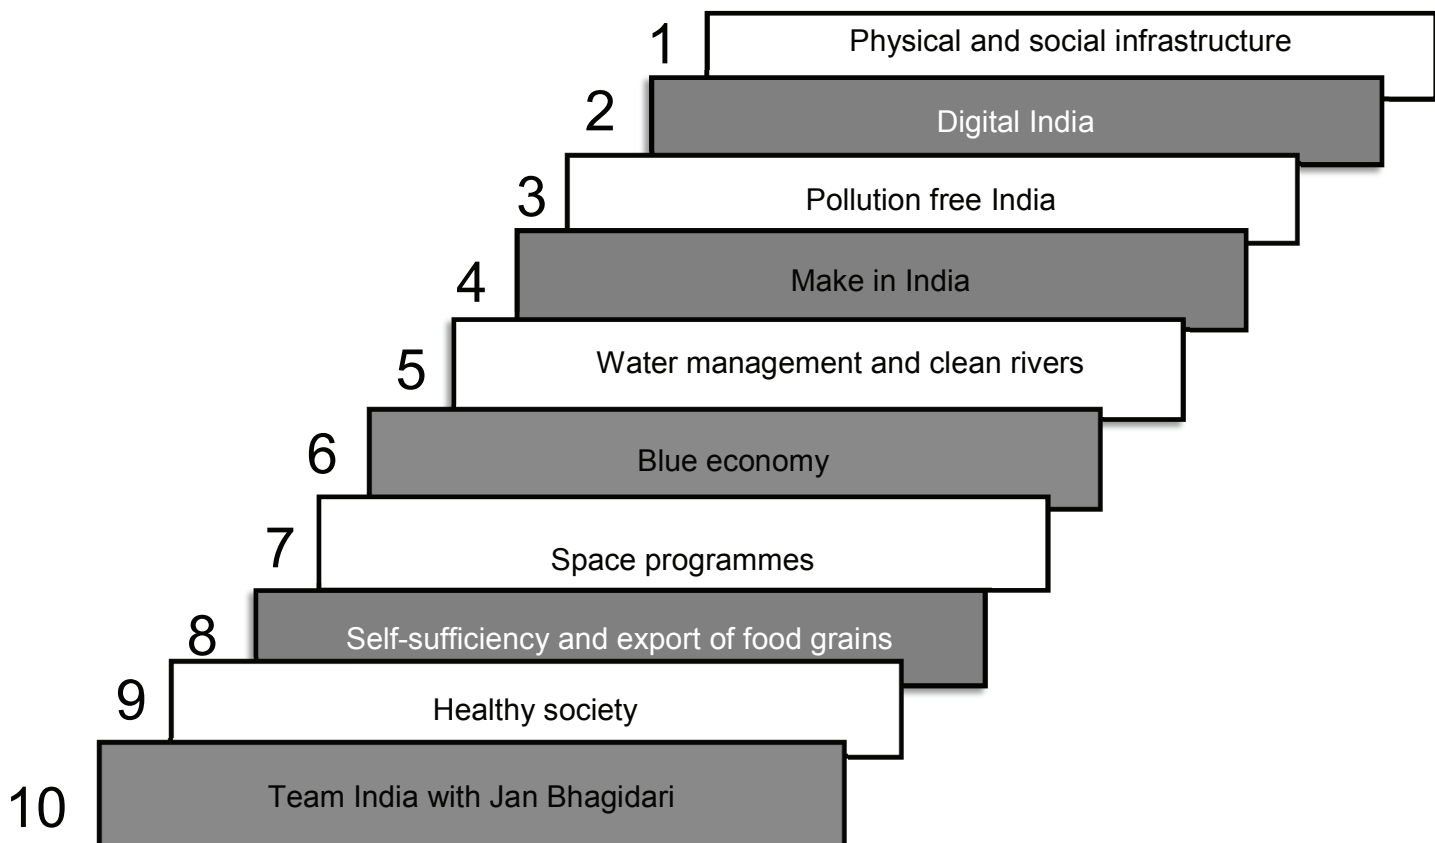 1 Physical and social infrastructure
2 Digital India
3 Pollution free India
4 Make in India
5 Water management and clean rivers
6 Blue economy
7 Space programmes
8 Self-sufficiency and export of food grains
9 Healthy society
10 Team India with Jan Bhagidari